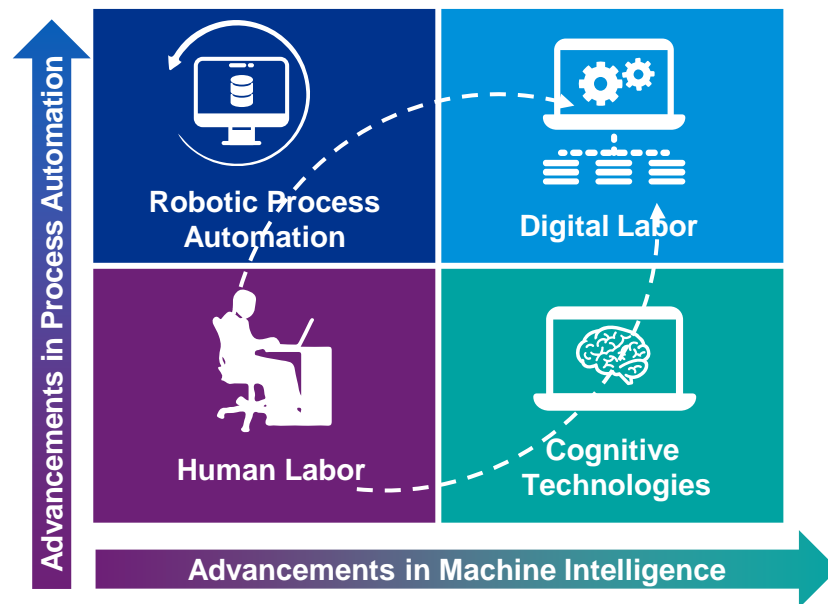 Advancements in Process Automation
Robotic Process
Automation
Digital Labor
Human Labor
Cognitive
Technologies
Advancements in Machine Intelligence